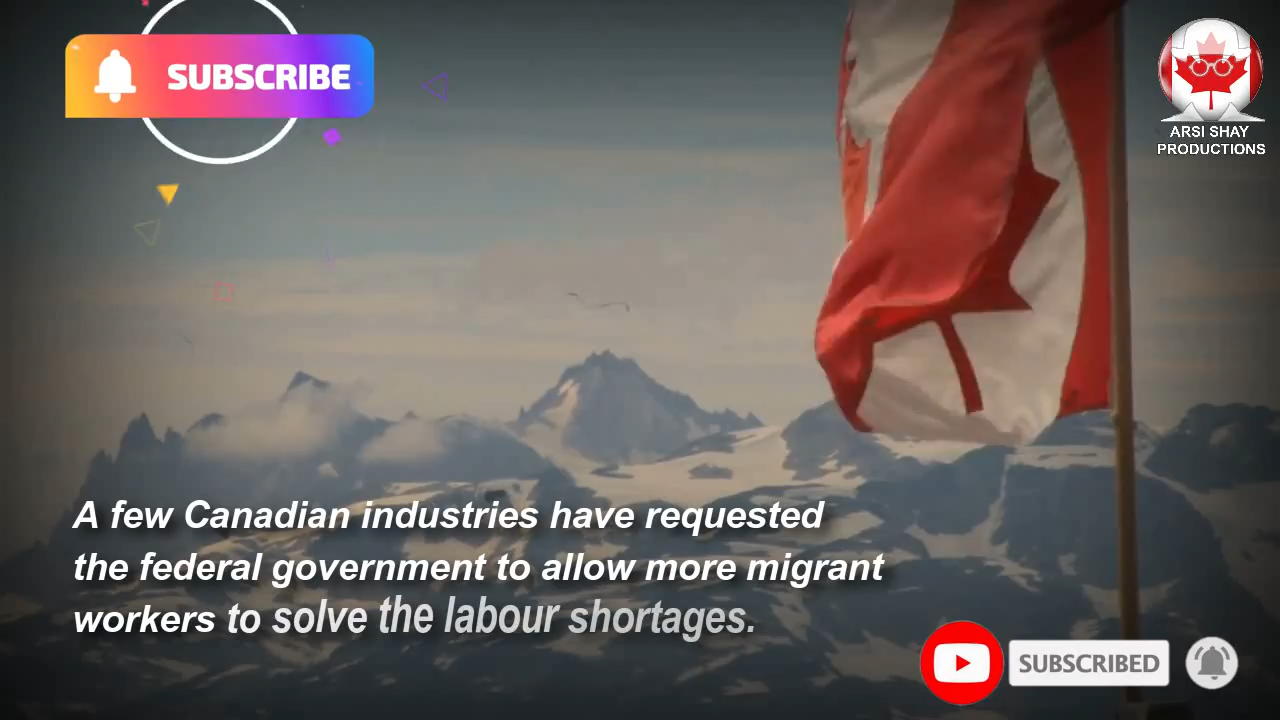 SUBSCRIBE
ARSI SHAY
PRODUCTIONS
A few Canadian industries have requested
the federal government to allow more migrant
workers to solve the labour shortages.
SUBSCRIBED